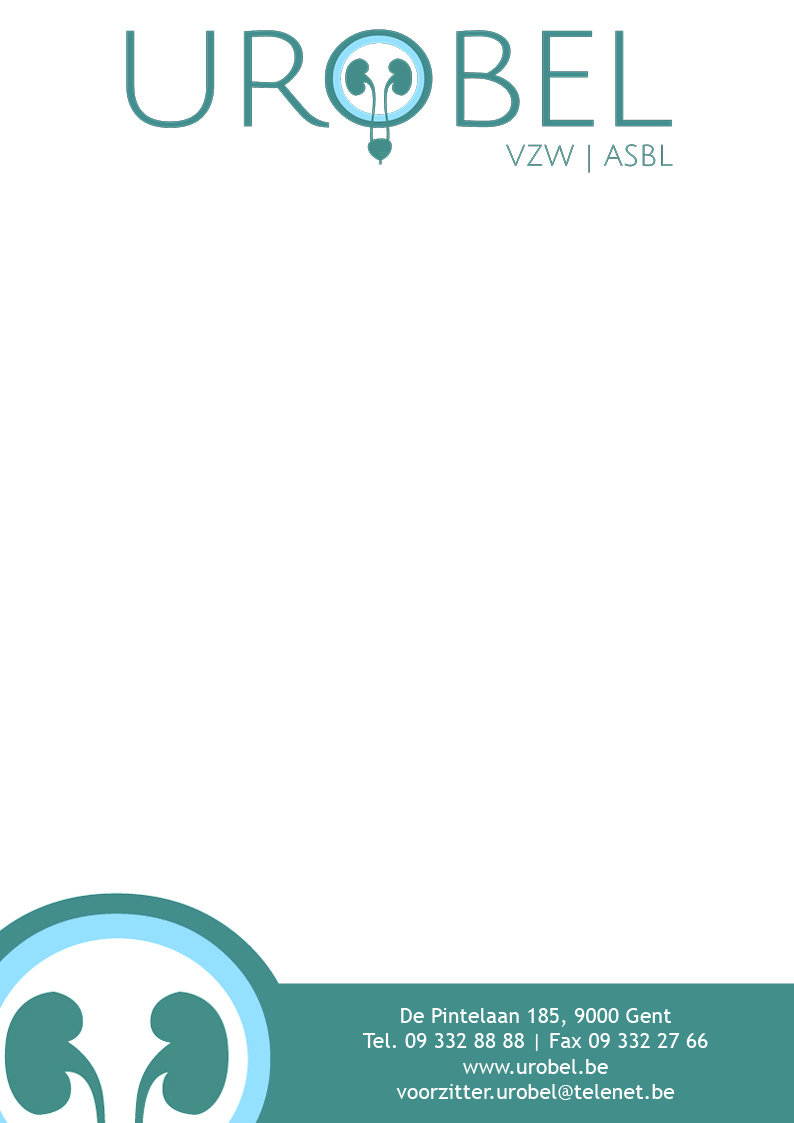 UROBEL
VZW | ASBL
De Pintelaan 185, 9000 Gent
Tel. 09 332 88 88 | Fax 09 332 27 66
www.urobel.be
voorzitter.urobel@telenet.be